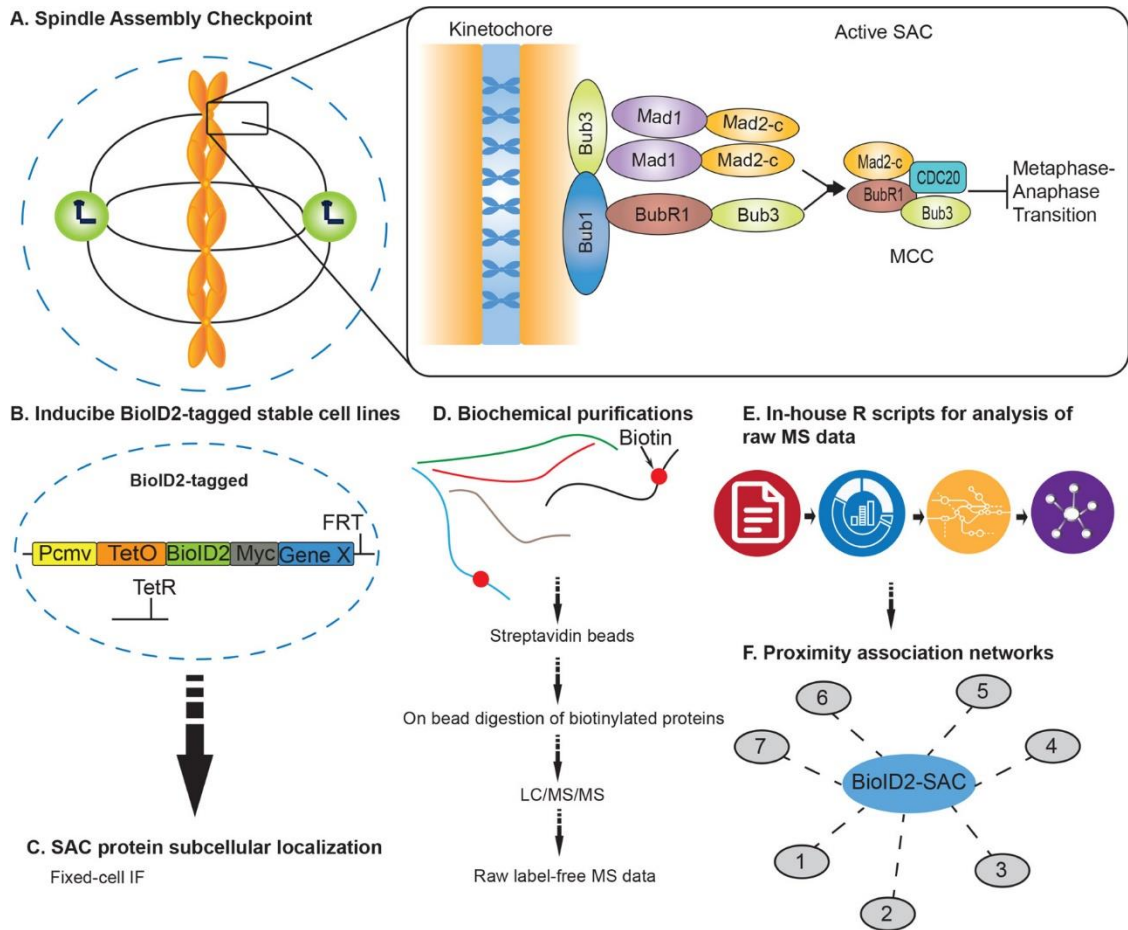 A. Spindle Assembly Checkpoint
Kinetochore
Active SAC
Bub3
Bub1
Mad1
Mad2-c
Mad1
Mad2-c
BubR1
Bub3
Mad2-c
CDC20
BubR1
Bub3
MCC
Metaphase-
Anaphase
Transition
B. Inducibe BioID2-tagged stable cell lines
BioID2-tagged
FRT
Pcmv TetO BioID2 Myc Gene X
TetR
C. SAC protein subcellular localization
Fixed-cell IF
D. Biochemical purifications
Biotin
Streptavidin beads
On bead digestion of biotinylated proteins
LC/MS/MS
Raw label-free MS data
E. In-house R scripts for analysis of
raw MS data
F. Proximity association networks
6
5
7
4
BioID2-SAC
1
3
2